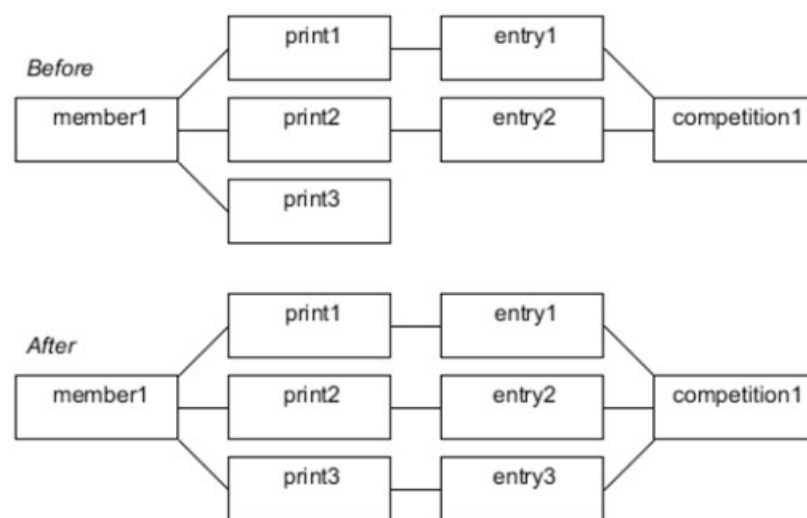 print1 entry1
Before
member1 print2 entry2 competition1
print3
print1 entry1
After
member1 print2 entry2 competition1
print3 entry3